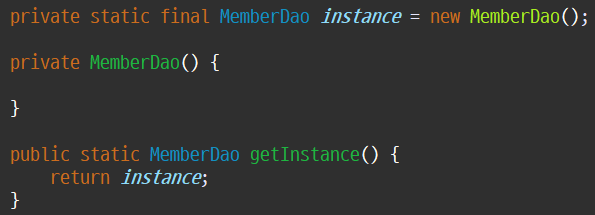 private static final MemberDao instance = new MemberDao();
private MemberDao() {
}
public static MemberDao getInstance() {
return instance;
}